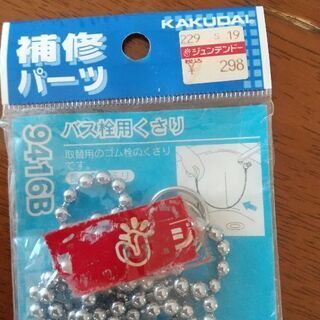 KAKUDAI
補修
パーツ
229 S 19
ジュンテンドー
税込
¥ 298
9416B
バス栓用くさり
取替用のゴム栓のくさり
です。